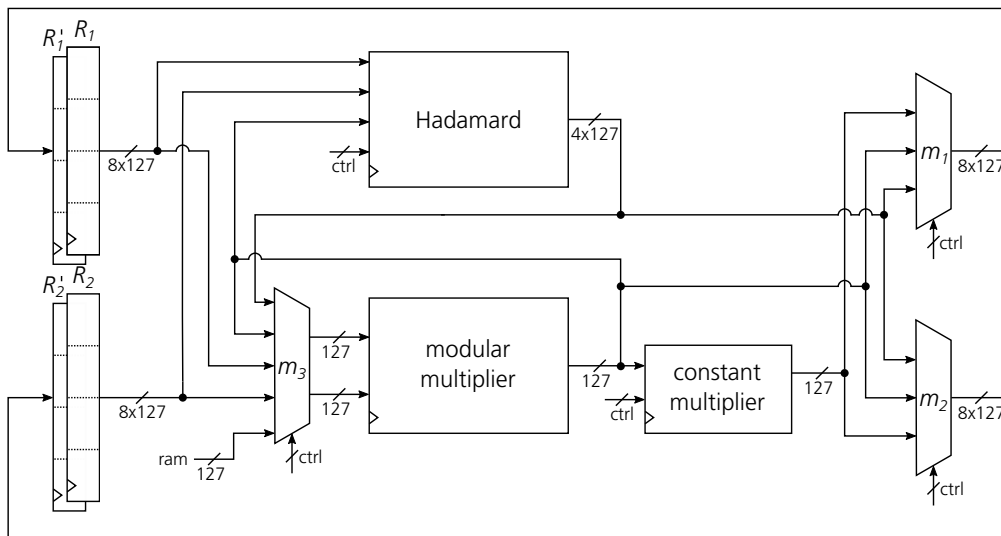 R₁' R₁
8x127
Hadamard
ctrl
4x127
m₁
8x127
ctrl
R₂' R₂
8x127
m₃
127
127
ram
127
ctrl
modular
multiplier
127
ctrl
constant
multiplier
127
m₂
8x127
ctrl